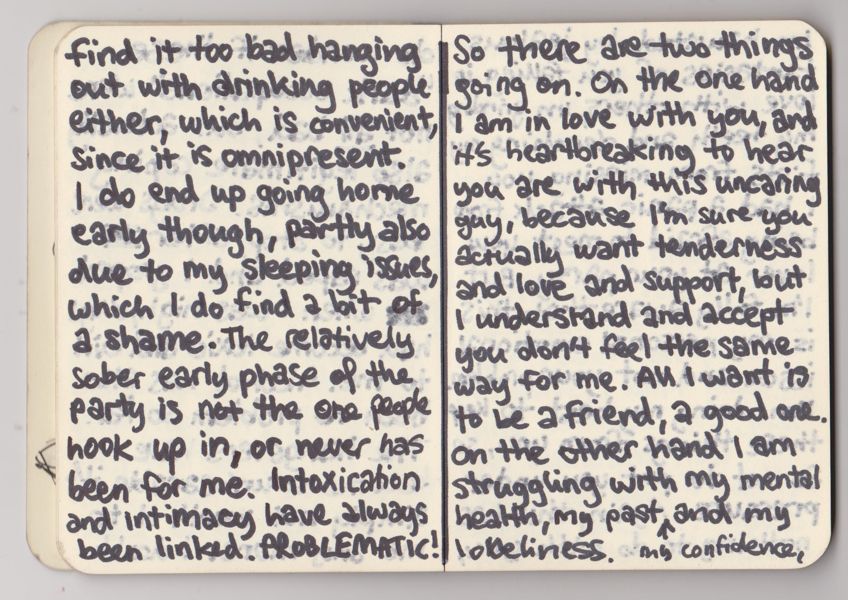 find it too bad hanging
out with drinking people
either, which is convenient,
since it is omnipresent.
I do end up going home
early though, partly also
due to my sleeping issues,
which I do find a bit of
a shame. The relatively
sober early phase of the
party is not the one people
hook up in, or never has
been for me. Intoxication
and intimacy have always
been linked. PROBLEMATIC!
So there are two things
going on. On the one hand
I am in love with you, and
it's heartbreaking to hear
you are with this uncaring
guy, because I'm sure you
actually want tenderness
and love and support, but
I understand and accept
you don't feel the same
way for me. All I want is
to be a friend, a good one.
On the other hand I am
struggling with my mental
health, my past, and my
loneliness. my confidence,